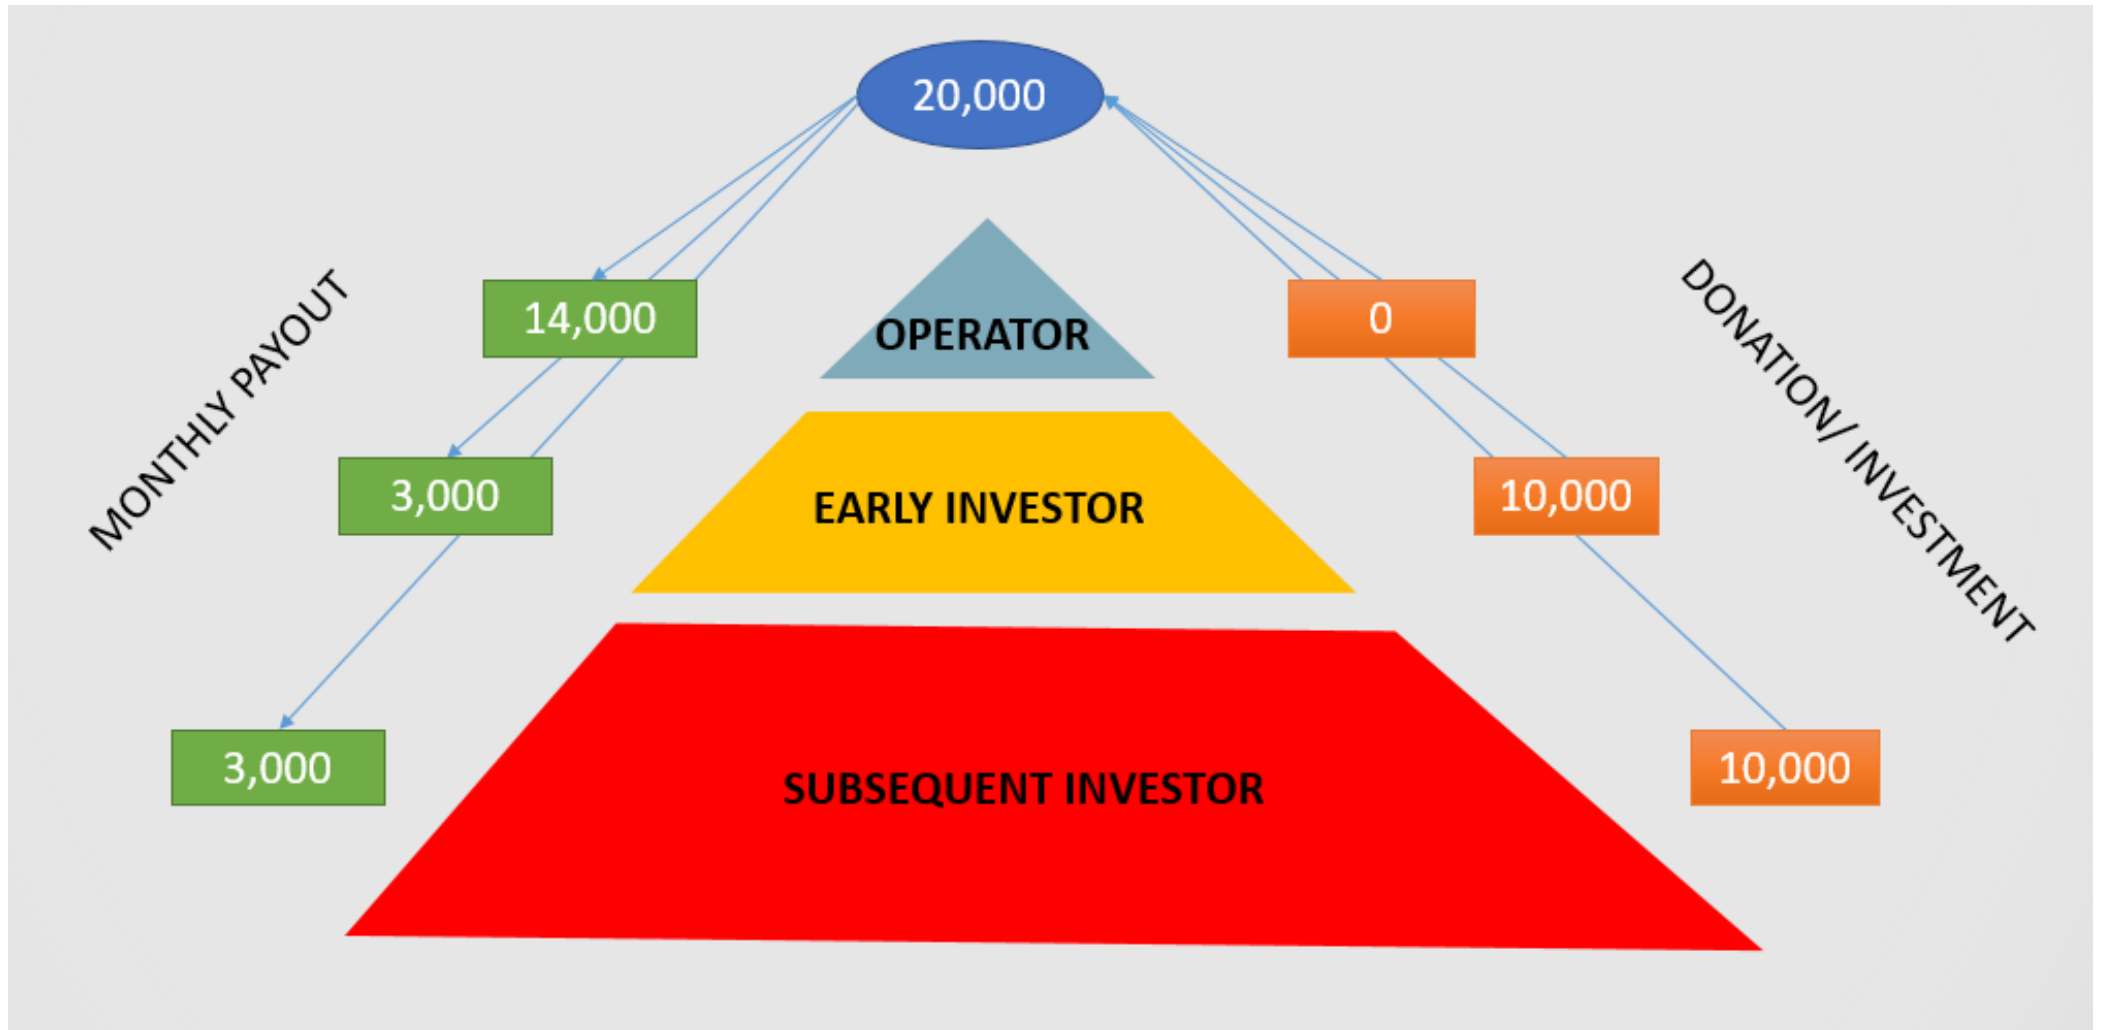 20,000
MONTHLY PAYOUT
14,000
OPERATOR
0
DONATION/ INVESTMENT
3,000
EARLY INVESTOR
10,000
3,000
SUBSEQUENT INVESTOR
10,000